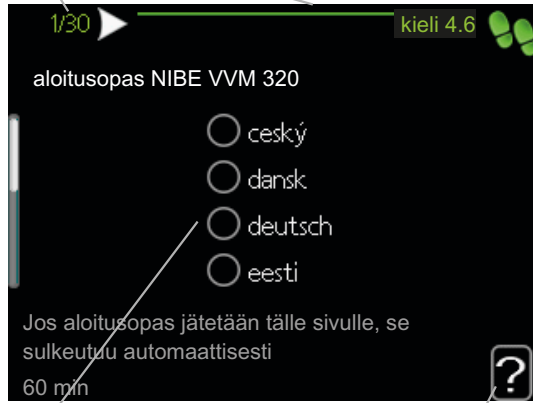 1/30
kieli 4.6
aloitusopas NIBE VVM 320
ceský
dansk
deutsch
eesti
Jos aloitusopas jätetään tälle sivulle, se
sulkeutuu automaattisesti
60 min
?